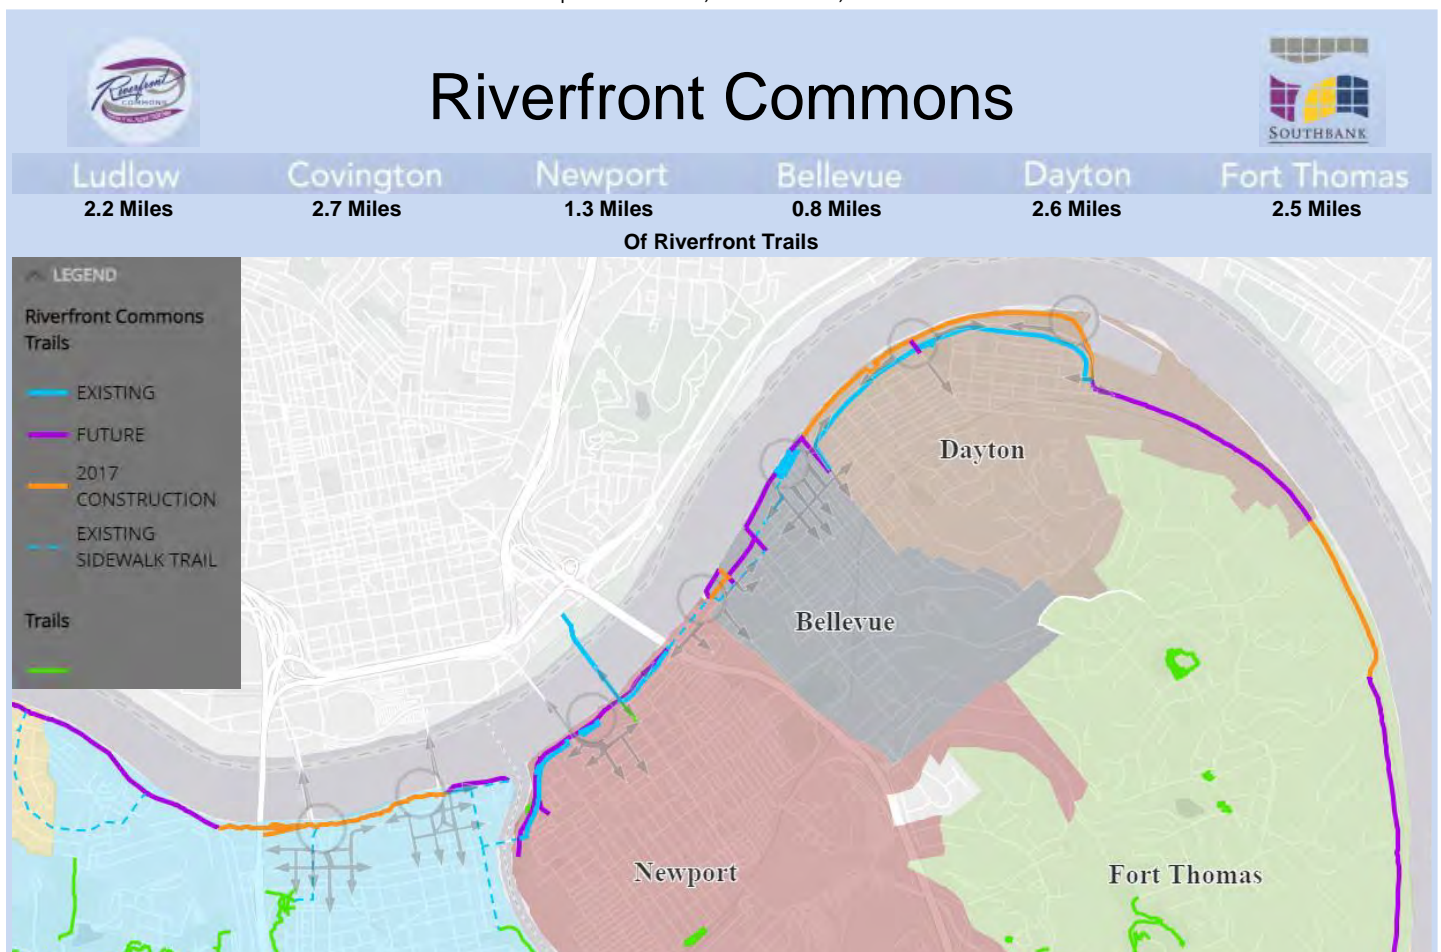 Riverfront Commons
Riverfront
COMMONS
SOUTHBANK
Ludlow Covington Newport Bellevue Dayton Fort Thomas
2.2 Miles 2.7 Miles 1.3 Miles 0.8 Miles 2.6 Miles 2.5 Miles
Of Riverfront Trails
LEGEND
Riverfront Commons
Trails
EXISTING
FUTURE
2017
CONSTRUCTION
EXISTING
SIDEWALK TRAIL
Trails
Dayton
Bellevue
Newport
Fort Thomas